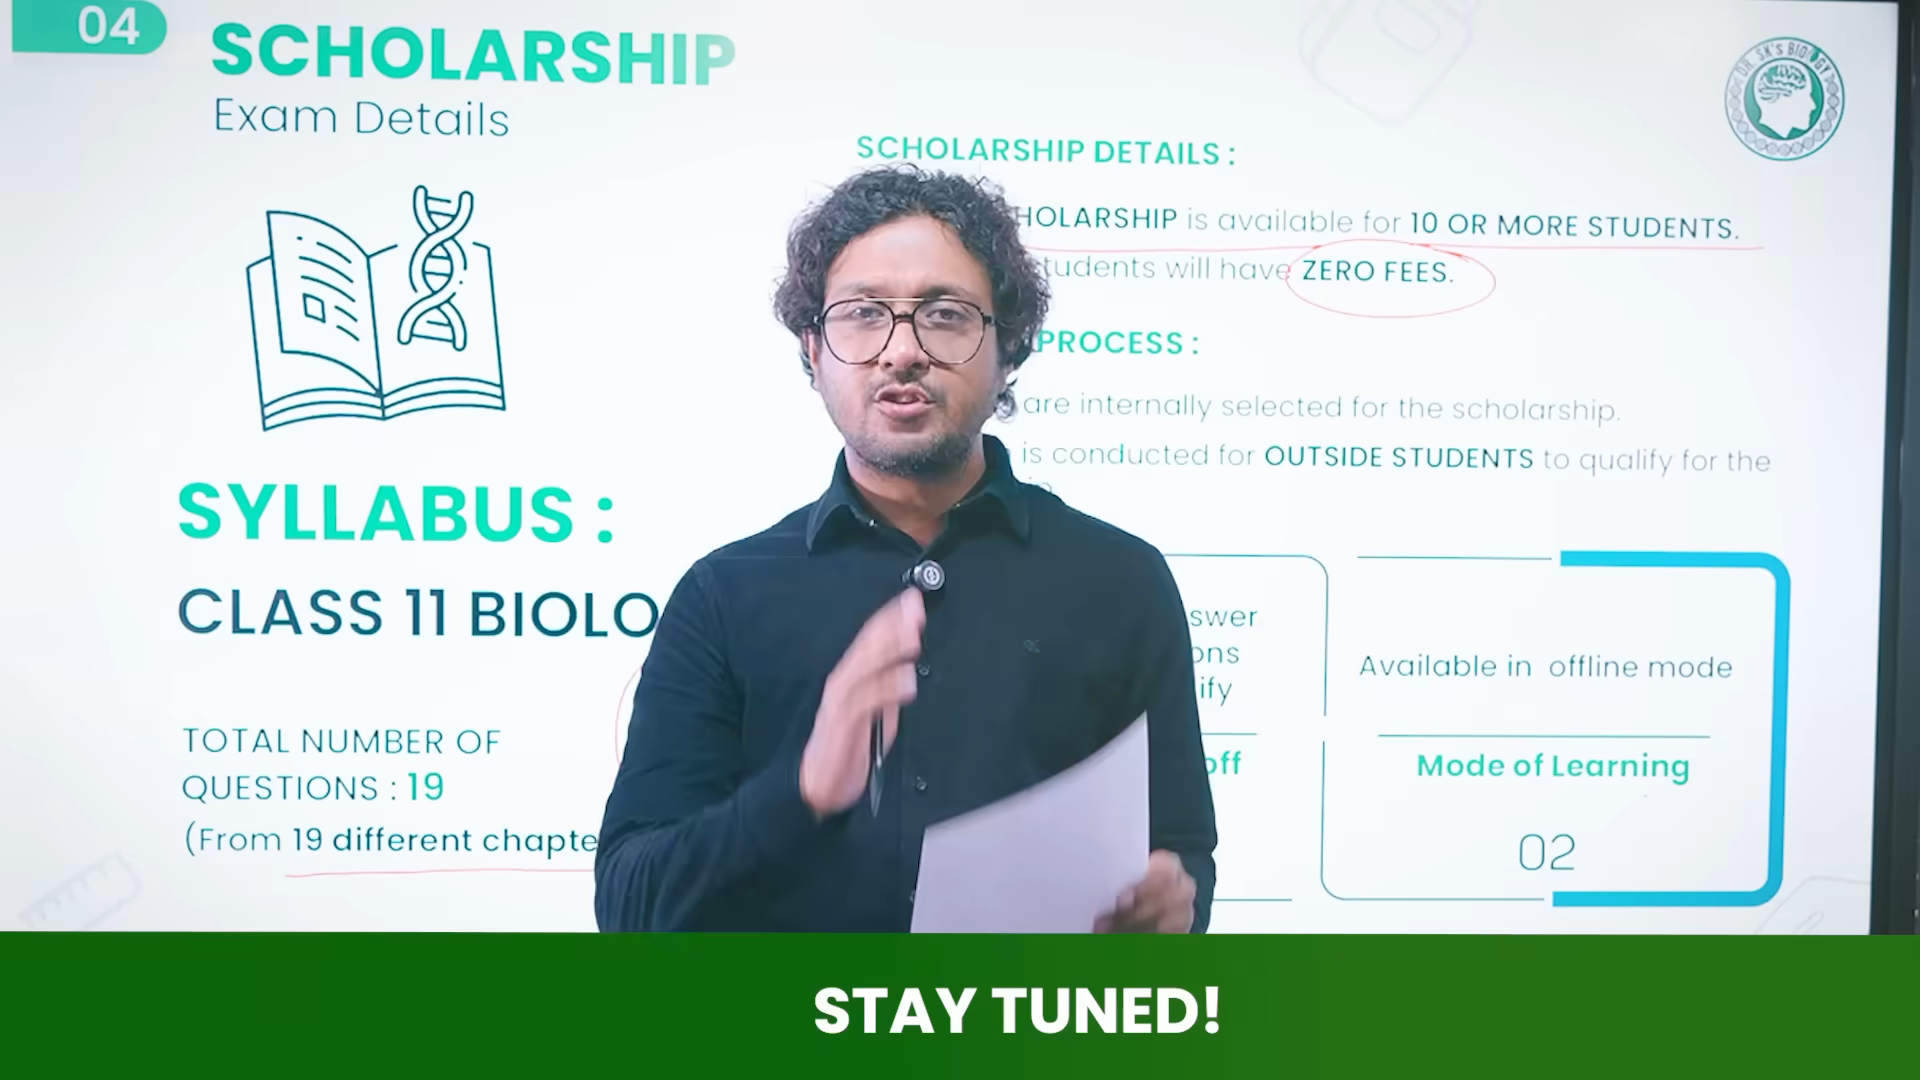 04
SCHOLARSHIP
Exam Details
DR. SK's BIOLOGY
SCHOLARSHIP DETAILS :
HOLARSHIP is available for 10 OR MORE STUDENTS.
tudents will have ZERO FEES.
PROCESS :
are internally selected for the scholarship.
is conducted for OUTSIDE STUDENTS to qualify for the
SYLLABUS :
CLASS 11 BIOLO
TOTAL NUMBER OF
QUESTIONS : 19
(From 19 different chapte
swer
ons
ify
off
Available in offline mode
Mode of Learning
02
STAY TUNED!